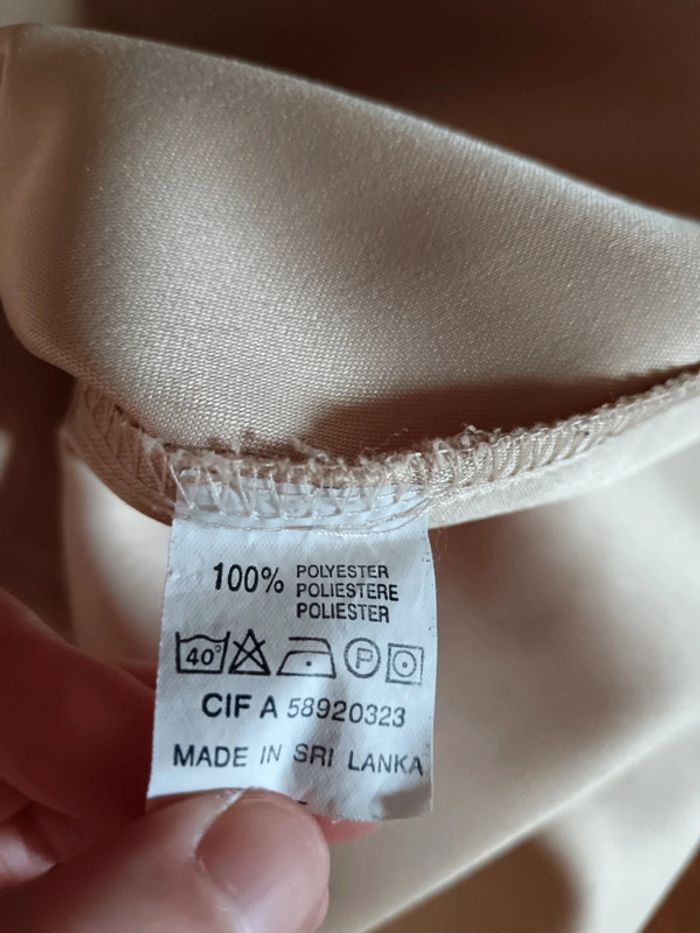 100% POLYESTER
POLIESTERE
POLIESTER
40° P
CIF A 58920323
MADE IN SRI LANKA